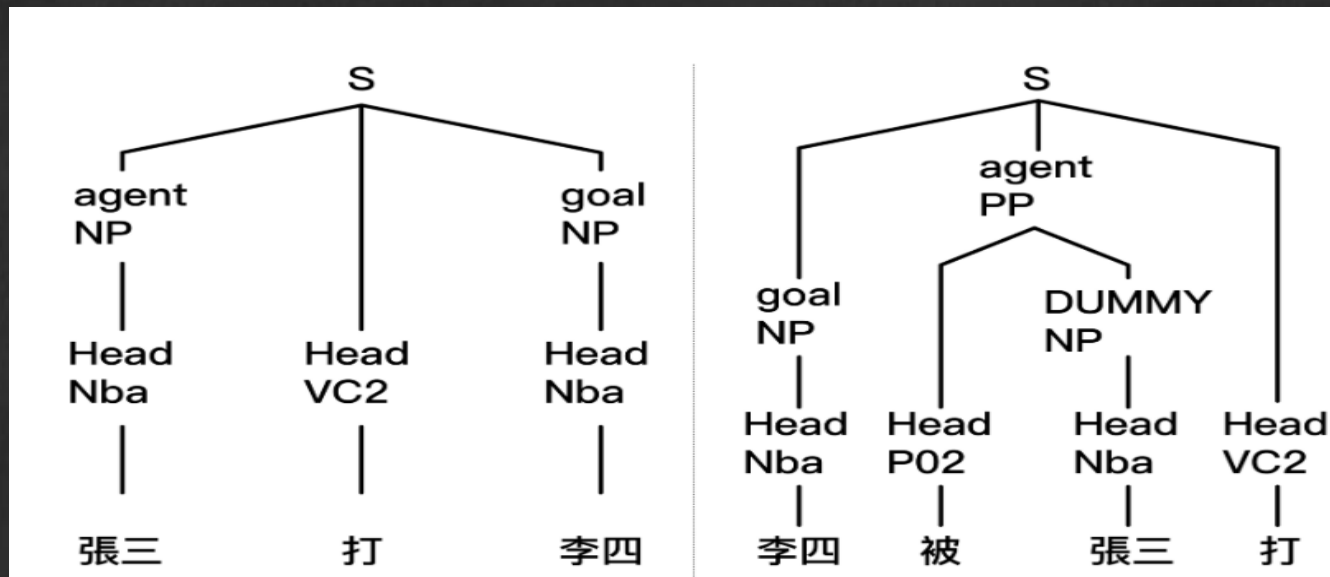 S
agent
NP
goal
NP
Head
Nba
Head
VC2
Head
Nba
張三
打
李四
S
agent
PP
goal
NP
DUMMY
NP
Head
Nba
Head
P02
Head
Nba
Head
VC2
李四
被
張三
打